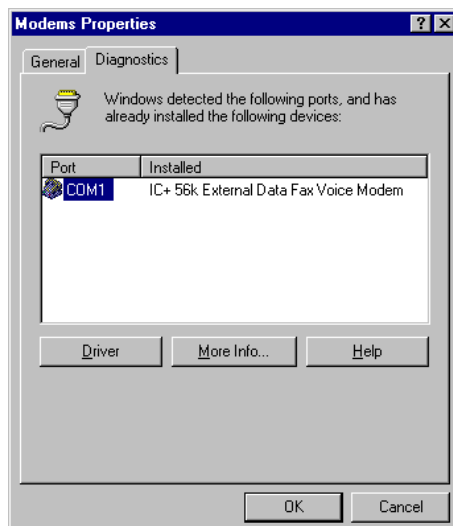 Modems Properties
General Diagnostics
Windows detected the following ports, and has
already installed the following devices:
Port Installed
COM1 IC+ 56k External Data Fax Voice Modem
Driver More Info... Help
OK Cancel